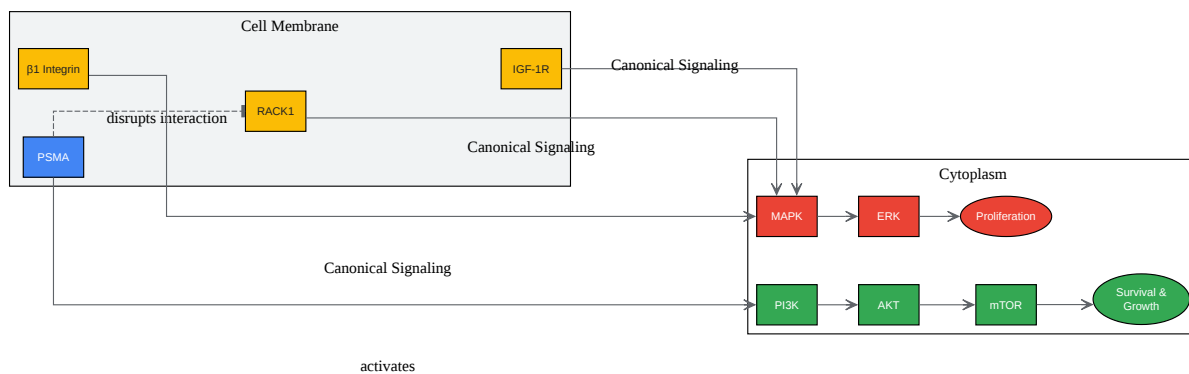 Cell Membrane
β1 Integrin
IGF-1R
Canonical Signaling
RACK1
disrupts interaction
Canonical Signaling
PSMA
Cytoplasm
MAPK
ERK
Proliferation
Canonical Signaling
PI3K
AKT
mTOR
Survival &
Growth
activates